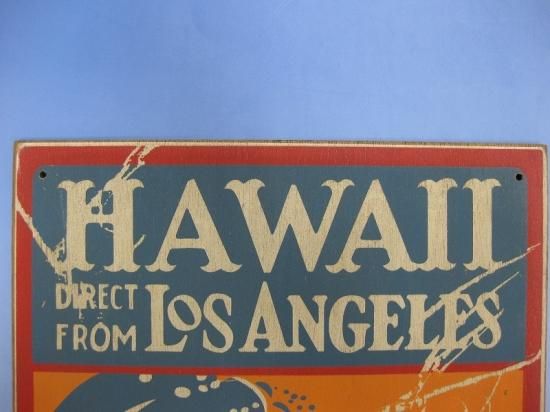 HAWAII
DIRECT FROM LOS ANGELES